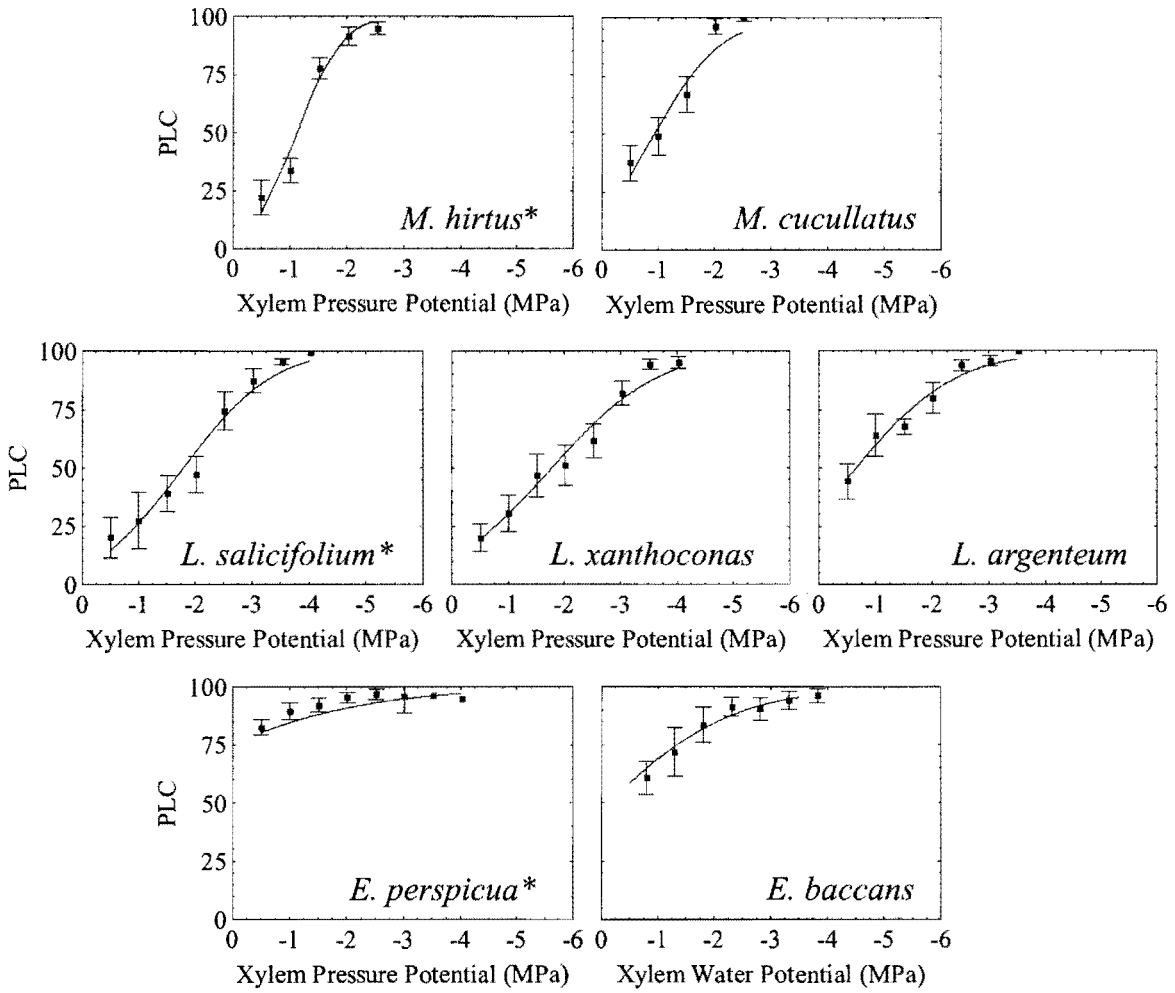 100
75
PLC
50
25
0
M. hirtus*
M. cucullatus
0 -1 -2 -3 -4 -5 -6
0 -1 -2 -3 -4 -5 -6
Xylem Pressure Potential (MPa)
Xylem Pressure Potential (MPa)
100
75
PLC
50
25
0
L. salicifolium*
L. xanthoconas
L. argenteum
0 -1 -2 -3 -4 -5 -6
0 -1 -2 -3 -4 -5 -6
0 -1 -2 -3 -4 -5 -6
Xylem Pressure Potential (MPa)
Xylem Pressure Potential (MPa)
Xylem Pressure Potential (MPa)
100
75
PLC
50
25
0
E. perspicua*
E. baccans
0 -1 -2 -3 -4 -5 -6
0 -1 -2 -3 -4 -5 -6
Xylem Pressure Potential (MPa)
Xylem Water Potential (MPa)